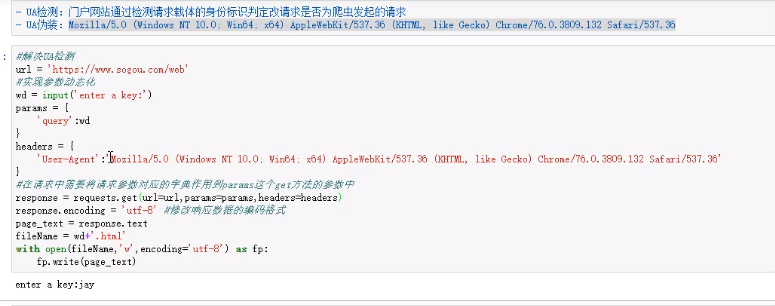 - UA检测：门户网站通过检测请求载体的身份标识判定改请求是否为爬虫发起的请求
- UA伪装：Mozilla/5.0 (Windows NT 10.0; Win64; x64) AppleWebKit/537.36 (KHTML, like Gecko) Chrome/76.0.3809.132 Safari/537.36
#解决UA检测
url = 'https://www.sogou.com/web'
#实现参数动态化
wd = input('enter a key:')
params = {
    'query':wd
}
headers = {
    'User-Agent':'Mozilla/5.0 (Windows NT 10.0; Win64; x64) AppleWebKit/537.36 (KHTML, like Gecko) Chrome/76.0.3809.132 Safari/537.36'
}
#在请求中需要将请求参数对应的字典作用到params这个get方法的参数中
response = requests.get(url=url,params=params,headers=headers)
response.encoding = 'utf-8' #修改响应数据的编码格式
page_text = response.text
fileName = wd+'.html'
with open(fileName,'w',encoding='utf-8') as fp:
    fp.write(page_text)
enter a key:jay